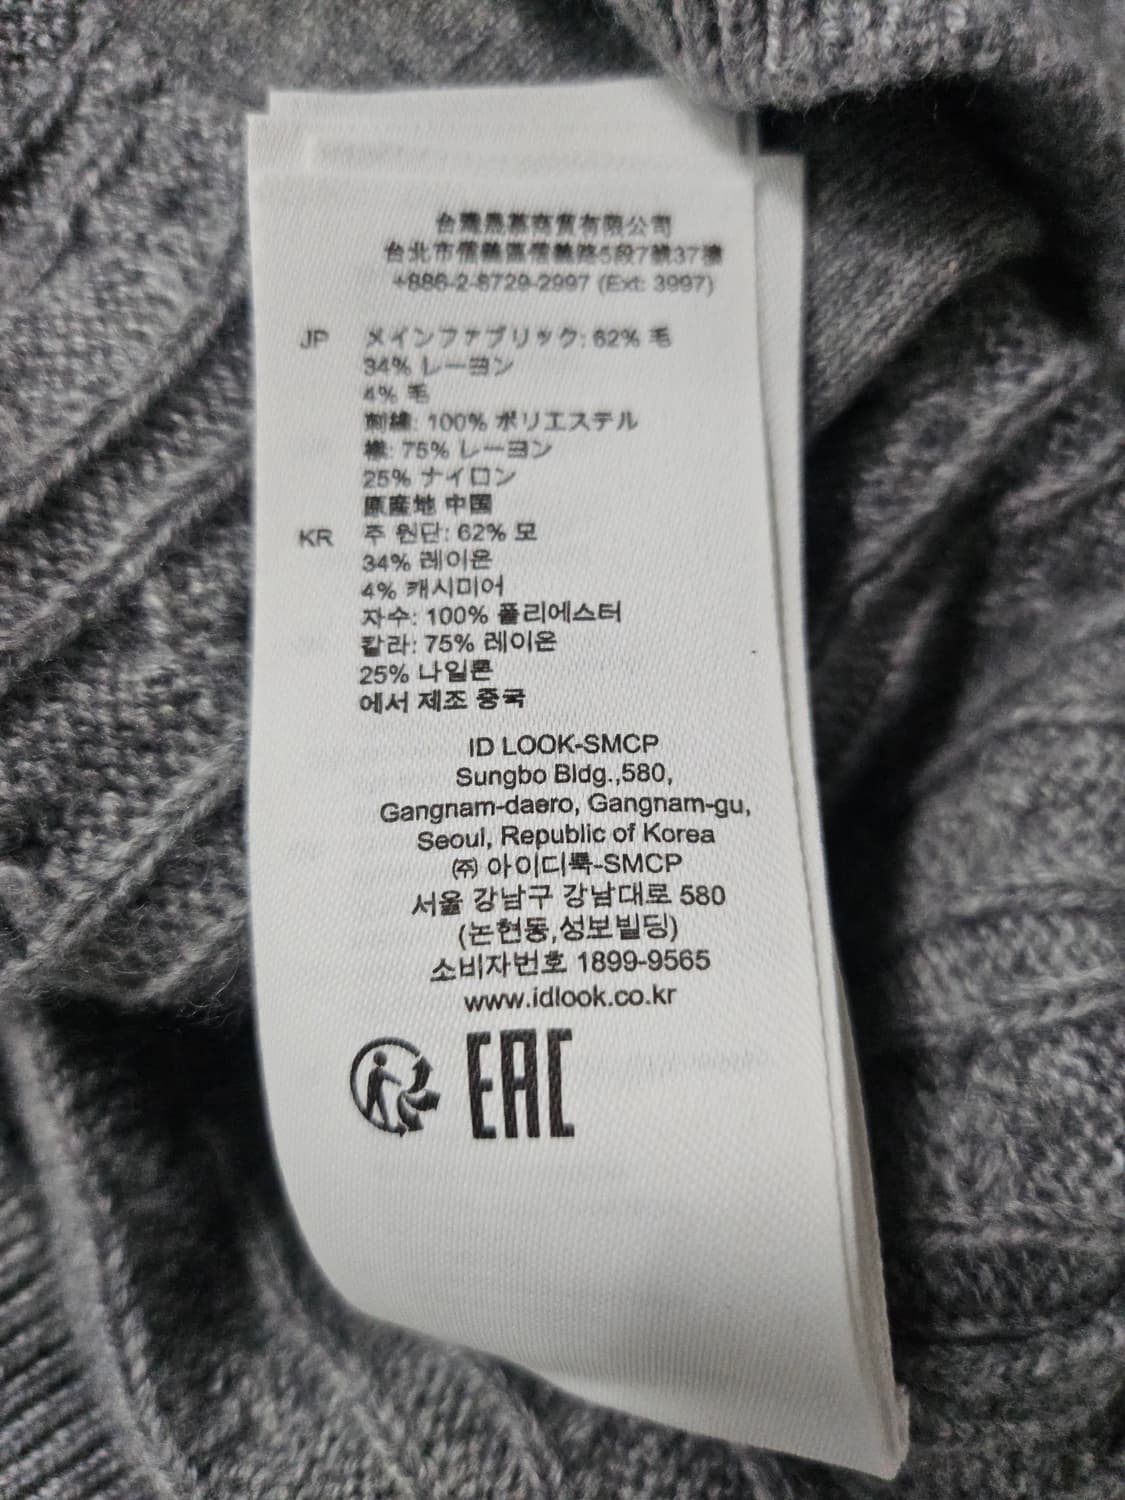 台灣晟慕商貿有限公司
台北市信義區信義路5段7號37樓
+886-2-8729-2997 (Ext: 3997)
JP メインファブリック: 62% 毛
34% レーヨン
4% 毛
刺繍: 100% ポリエステル
襟: 75% レーヨン
25% ナイロン
原産地 中国
KR 주 원단: 62% 모
34% 레이온
4% 캐시미어
자수: 100% 폴리에스터
칼라: 75% 레이온
25% 나일론
에서 제조 중국
ID LOOK-SMCP
Sungbo Bldg.,580,
Gangnam-daero, Gangnam-gu,
Seoul, Republic of Korea
㈜ 아이디룩-SMCP
서울 강남구 강남대로 580
(논현동,성보빌딩)
소비자번호 1899-9565
www.idlook.co.kr
EAC